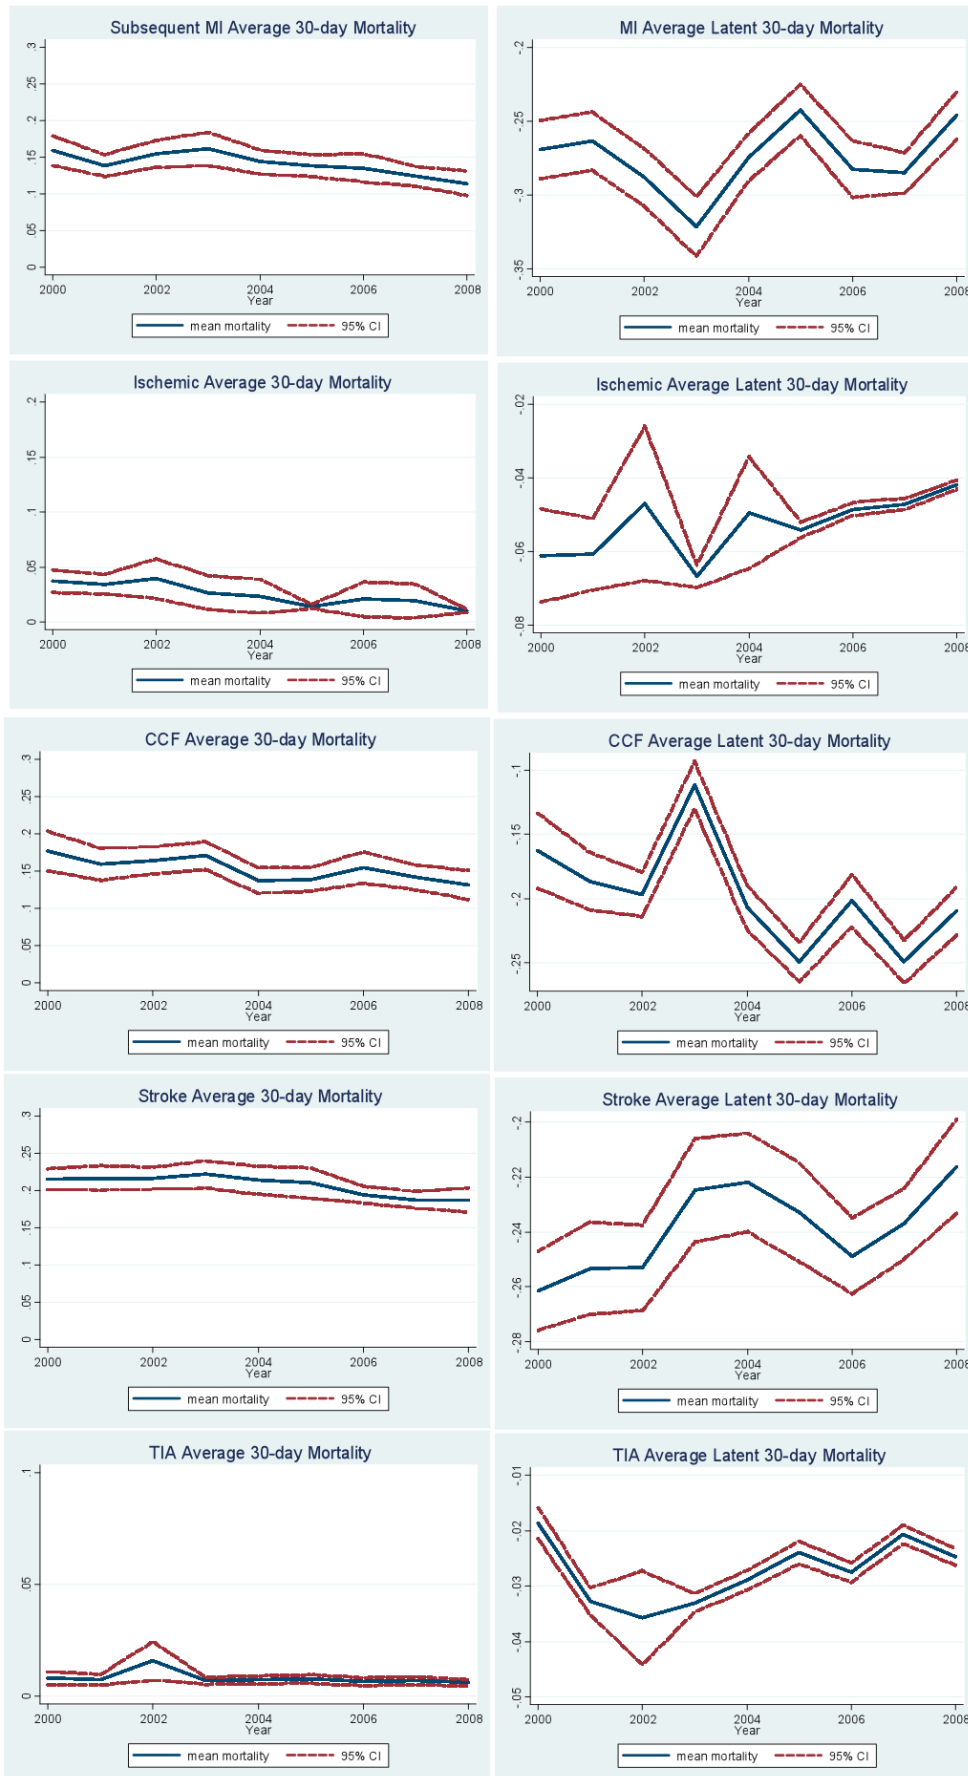 Subsequent MI Average 30-day Mortality
.3
.25
.2
.15
.1
.05
0
2000 2002 2004 2006 2008
Year
mean mortality 95% CI
MI Average Latent 30-day Mortality
-.2
-.25
-.3
-.35
2000 2002 2004 2006 2008
Year
mean mortality 95% CI
Ischemic Average 30-day Mortality
.2
.15
.1
.05
0
2000 2002 2004 2006 2008
Year
mean mortality 95% CI
Ischemic Average Latent 30-day Mortality
-.02
-.04
-.06
-.08
2000 2002 2004 2006 2008
Year
mean mortality 95% CI
CCF Average 30-day Mortality
.3
.25
.2
.15
.1
.05
0
2000 2002 2004 2006 2008
Year
mean mortality 95% CI
CCF Average Latent 30-day Mortality
-.1
-.15
-.2
-.25
2000 2002 2004 2006 2008
Year
mean mortality 95% CI
Stroke Average 30-day Mortality
.3
.25
.2
.15
.1
.05
0
2000 2002 2004 2006 2008
Year
mean mortality 95% CI
Stroke Average Latent 30-day Mortality
-.2
-.22
-.24
-.26
-.28
2000 2002 2004 2006 2008
Year
mean mortality 95% CI
TIA Average 30-day Mortality
.1
.05
0
2000 2002 2004 2006 2008
Year
mean mortality 95% CI
TIA Average Latent 30-day Mortality
-.01
-.02
-.03
-.04
-.05
2000 2002 2004 2006 2008
Year
mean mortality 95% CI